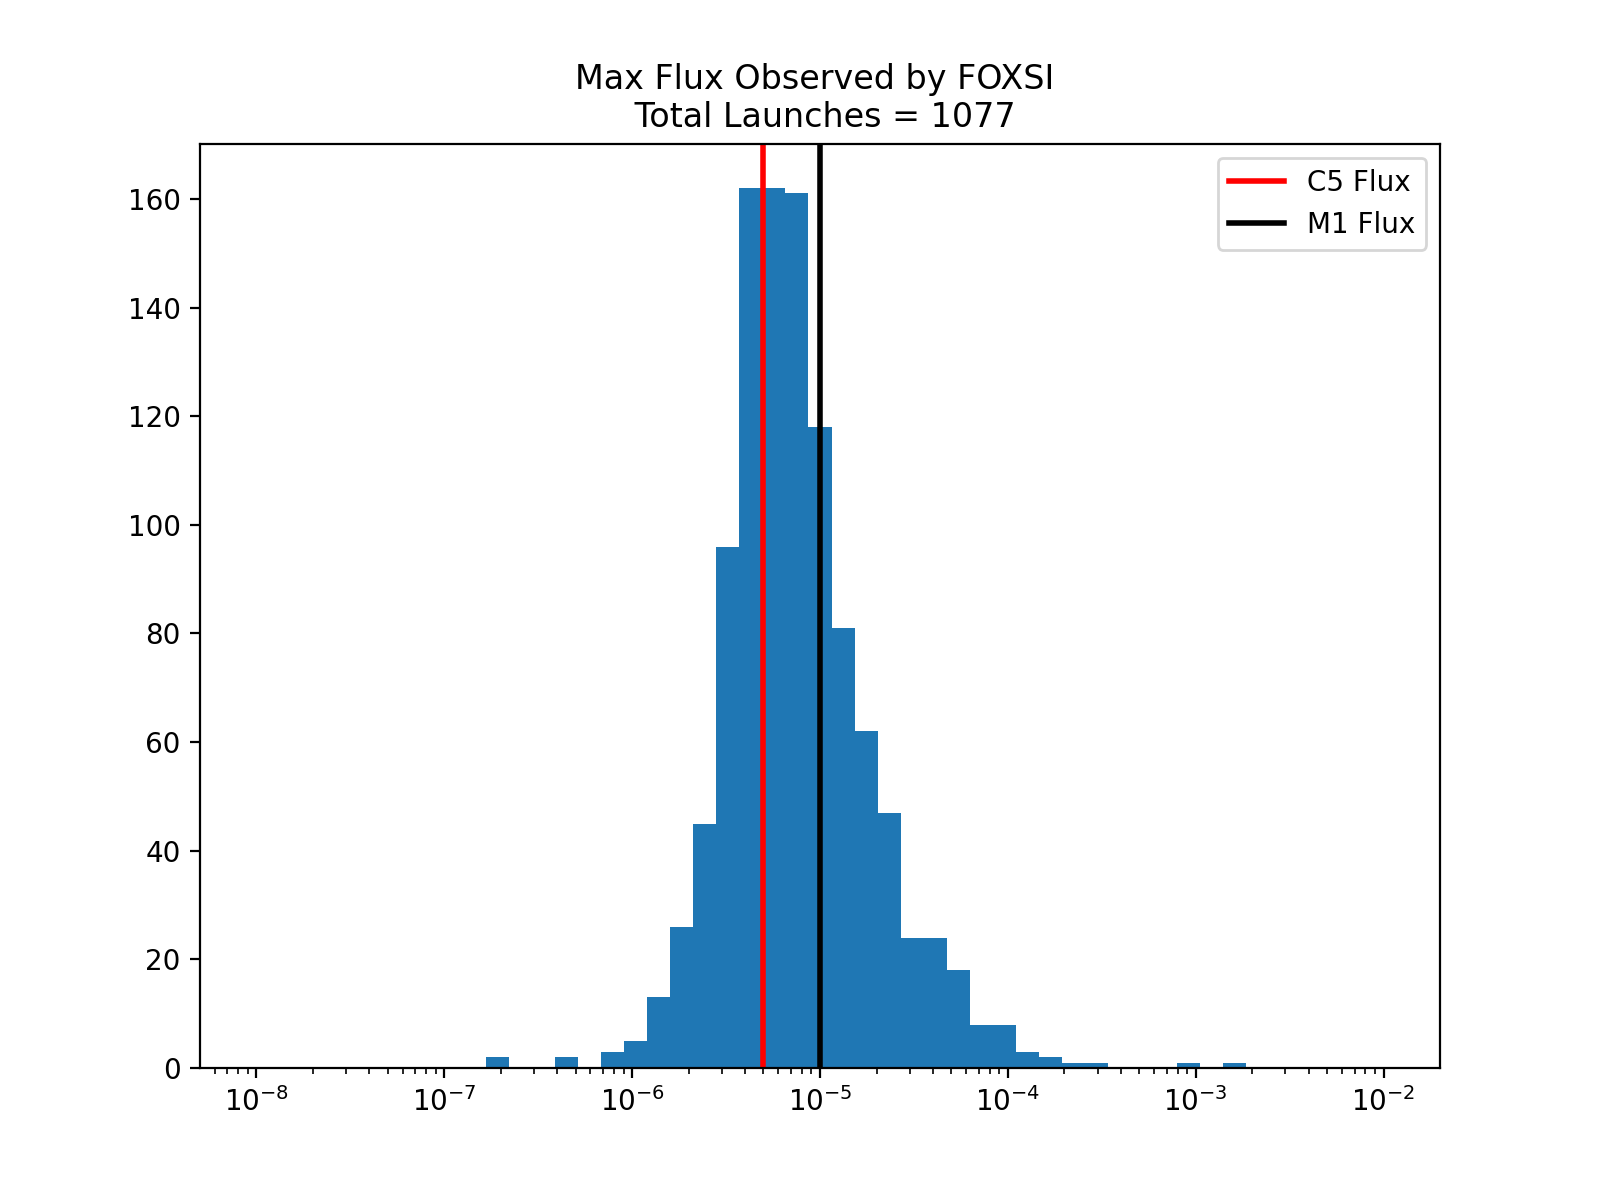 Max Flux Observed by FOXSI
Total Launches = 1077
C5 Flux
M1 Flux
160
140
120
100
80
60
40
20
0
10⁻⁸ 10⁻⁷ 10⁻⁶ 10⁻⁵ 10⁻⁴ 10⁻³ 10⁻²